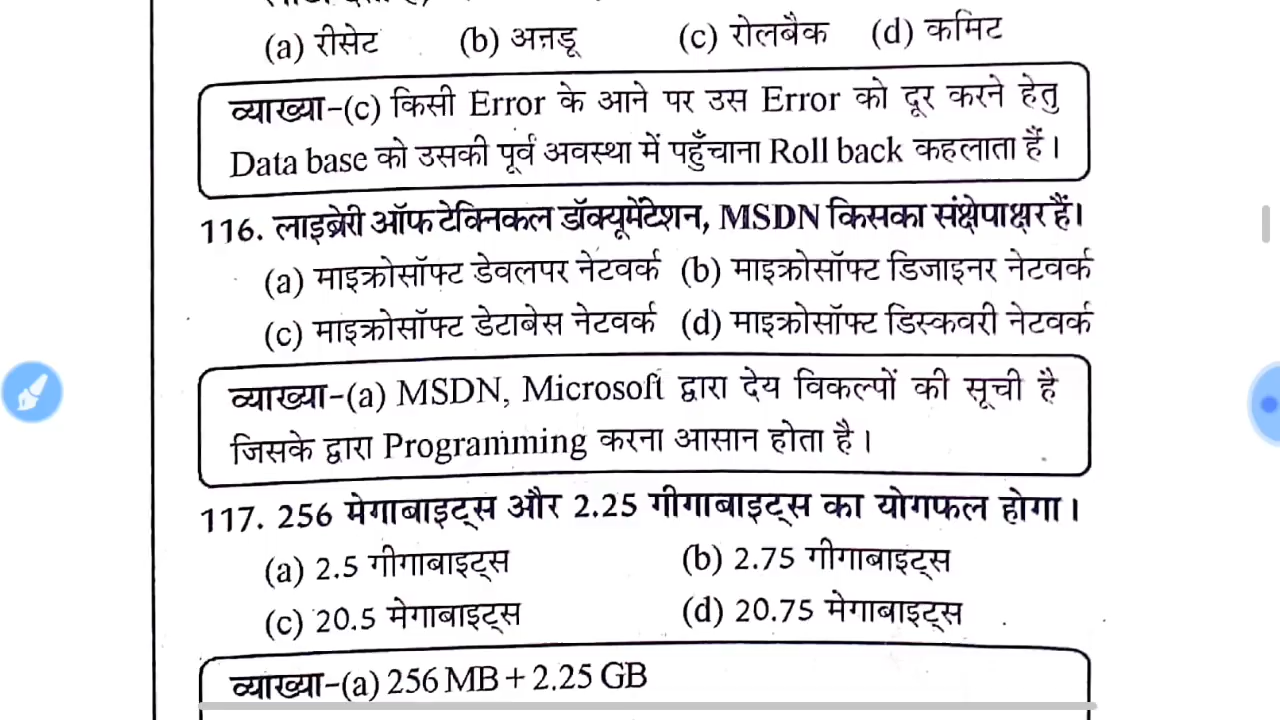 (a) रीसेट (b) अनडू (c) रोलबैक (d) कमिट
व्याख्या–(c) किसी Error के आने पर उस Error को दूर करने हेतु
Data base को उसकी पूर्व अवस्था में पहुँचाना Roll back कहलाता हैं।
116. लाइब्रेरी ऑफ टेक्निकल डॉक्यूमेंटेशन, MSDN किसका संक्षेपाक्षर हैं।
(a) माइक्रोसॉफ्ट डेवलपर नेटवर्क (b) माइक्रोसॉफ्ट डिजाइनर नेटवर्क
(c) माइक्रोसॉफ्ट डेटाबेस नेटवर्क (d) माइक्रोसॉफ्ट डिस्कवरी नेटवर्क
व्याख्या–(a) MSDN, Microsoft द्वारा देय विकल्पों की सूची है
जिसके द्वारा Programming करना आसान होता है।
117. 256 मेगाबाइट्स और 2.25 गीगाबाइट्स का योगफल होगा।
(a) 2.5 गीगाबाइट्स (b) 2.75 गीगाबाइट्स
(c) 20.5 मेगाबाइट्स (d) 20.75 मेगाबाइट्स
व्याख्या–(a) 256 MB + 2.25 GB